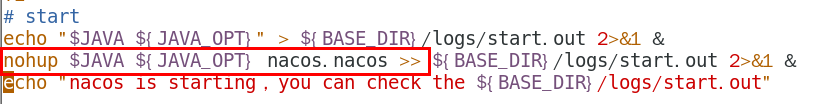 # start
echo "$JAVA ${JAVA_OPT}" > ${BASE_DIR}/logs/start.out 2>&1 &
nohup $JAVA ${JAVA_OPT} nacos.nacos >> ${BASE_DIR}/logs/start.out 2>&1 &
echo "nacos is starting，you can check the ${BASE_DIR}/logs/start.out"